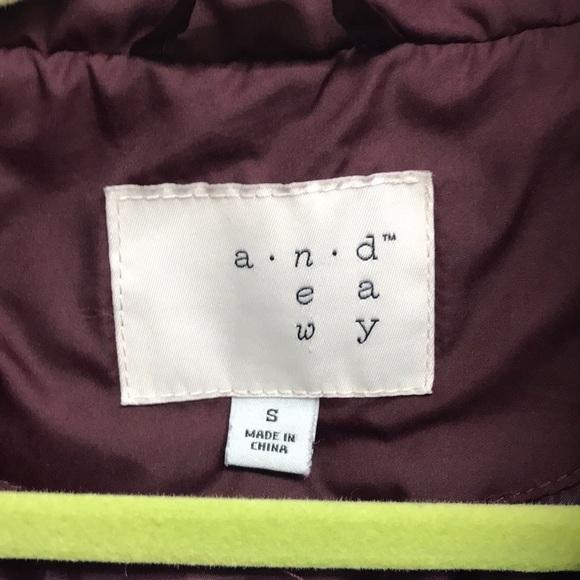 a · n · d™
e a
w y
S
MADE IN
CHINA